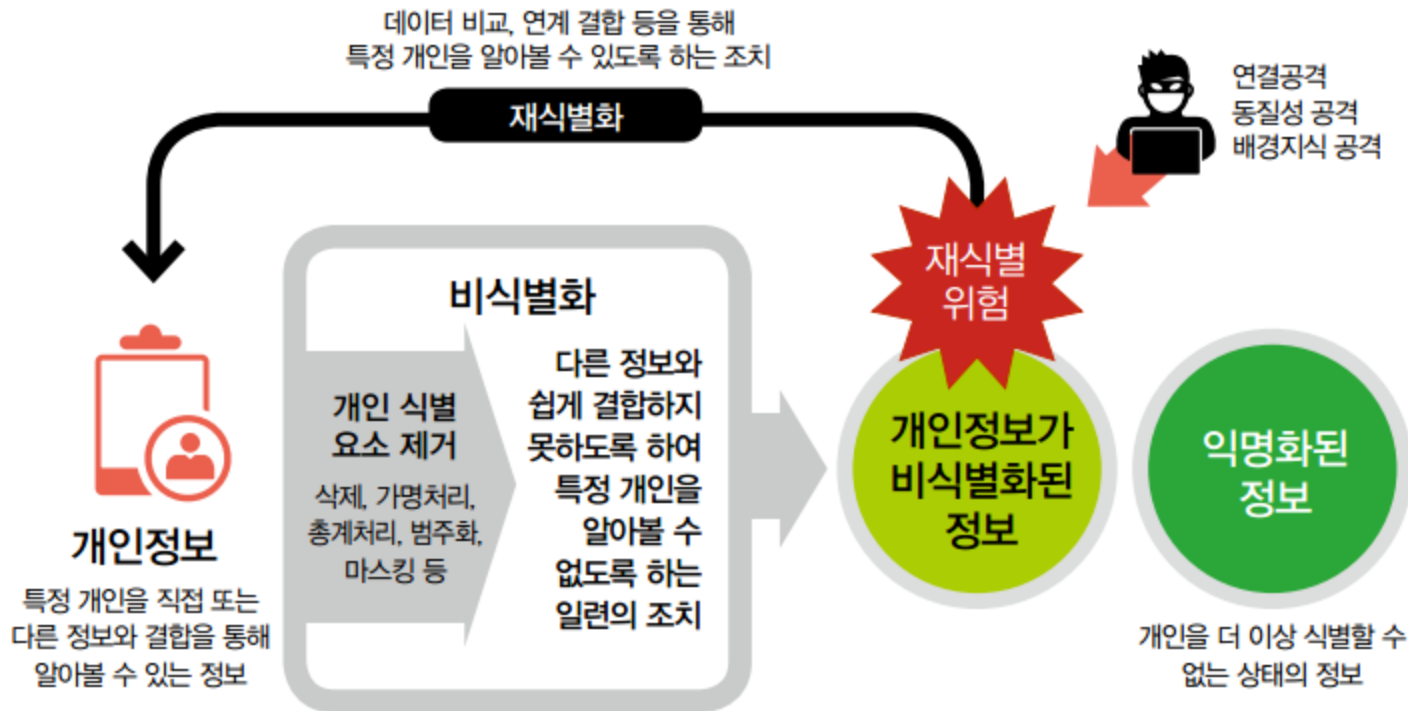 데이터 비교, 연계 결합 등을 통해
특정 개인을 알아볼 수 있도록 하는 조치
재식별화
연결공격
동질성 공격
배경지식 공격
재식별
위험
비식별화
개인 식별
요소 제거
삭제, 가명처리,
총계처리, 범주화,
마스킹 등
다른 정보와
쉽게 결합하지
못하도록 하여
특정 개인을
알아볼 수
없도록 하는
일련의 조치
개인정보
특정 개인을 직접 또는
다른 정보와 결합을 통해
알아볼 수 있는 정보
개인정보가
비식별화된
정보
익명화된
정보
개인을 더 이상 식별할 수
없는 상태의 정보